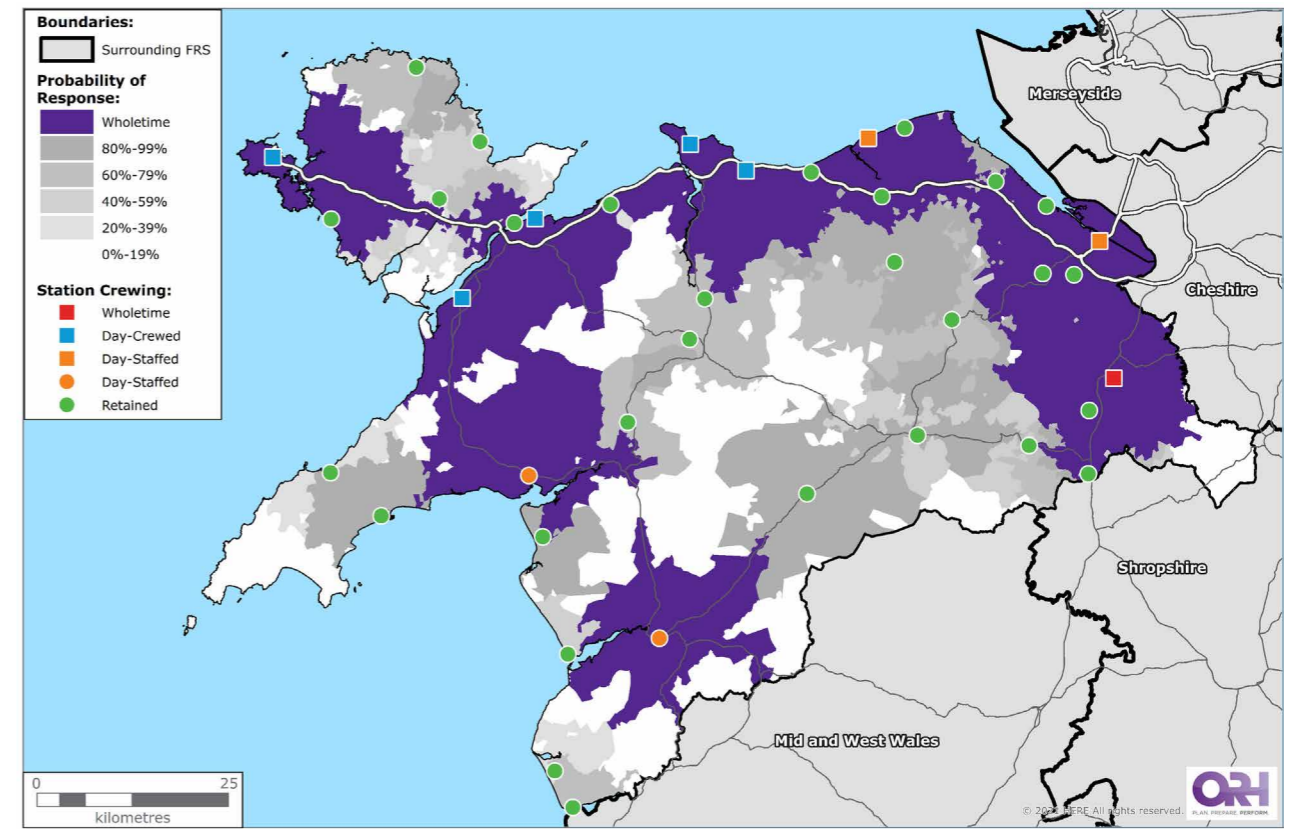 Boundaries:
Surrounding FRS
Probability of
Response:
Wholetime
80%-99%
60%-79%
40%-59%
20%-39%
0%-19%
Station Crewing:
Wholetime
Day-Crewed
Day-Staffed
Day-Staffed
Retained
Merseyside
Cheshire
Shropshire
Mid and West Wales
0 25
kilometres
ORH
PLAN. PREPARE. PERFORM.
HERE All rights reserved.